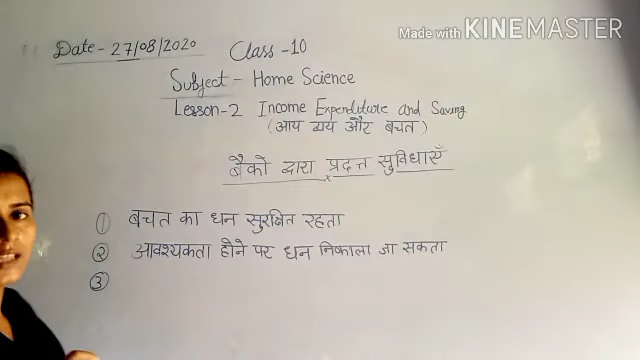 Made with KINEMASTER
Date - 27/08/2020 Class -10
Subject - Home Science
Lesson-2 Income Expenditure and Saving
(आय व्यय और बचत)
बैंको द्वारा प्रदत्त सुविधाएँ
① बचत का धन सुरक्षित रहता
② आवश्यकता होने पर धन निकाला जा सकता
③